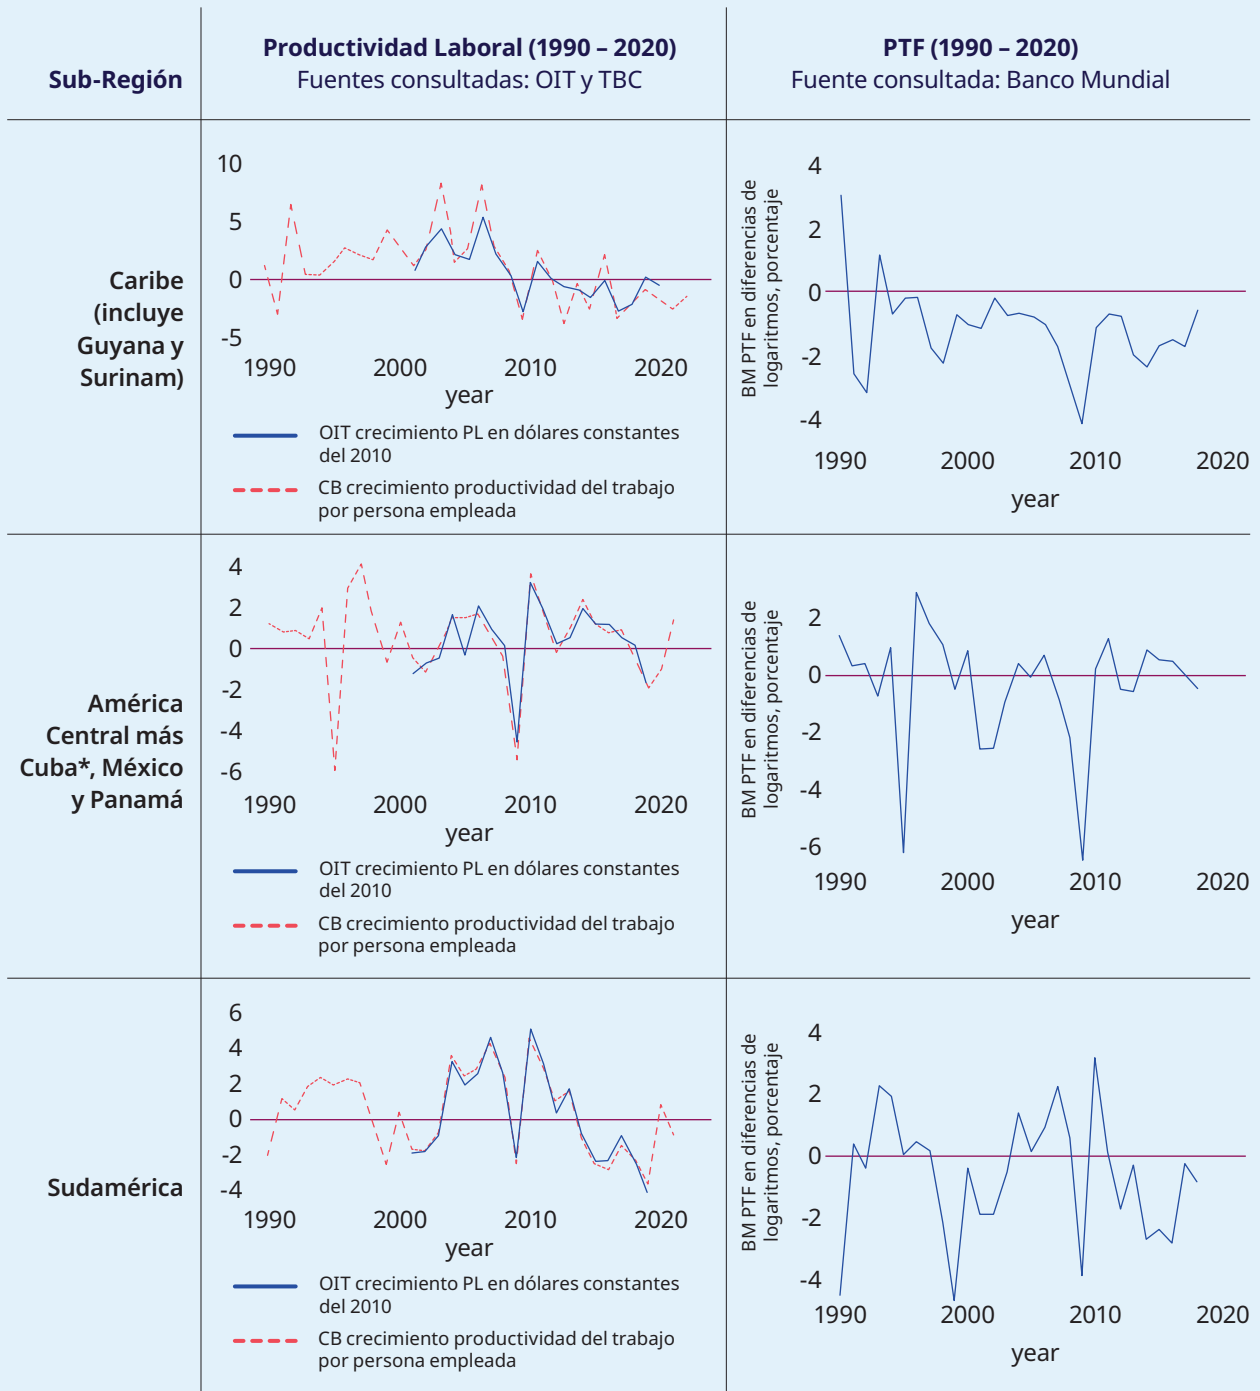 Sub-Región
Productividad Laboral (1990 – 2020)
Fuentes consultadas: OIT y TBC
PTF (1990 – 2020)
Fuente consultada: Banco Mundial
Caribe
(incluye
Guyana y
Surinam)
10
5
0
-5
1990 2000 2010 2020
year
OIT crecimiento PL en dólares constantes
del 2010
CB crecimiento productividad del trabajo
por persona empleada
BM PTF en diferencias de
logaritmos, porcentaje
4
2
0
-2
-4
1990 2000 2010 2020
year
América
Central más
Cuba*, México
y Panamá
4
2
0
-2
-4
-6
1990 2000 2010 2020
year
OIT crecimiento PL en dólares constantes
del 2010
CB crecimiento productividad del trabajo
por persona empleada
BM PTF en diferencias de
logaritmos, porcentaje
2
0
-2
-4
-6
1990 2000 2010 2020
year
Sudamérica
6
4
2
0
-2
-4
1990 2000 2010 2020
year
OIT crecimiento PL en dólares constantes
del 2010
CB crecimiento productividad del trabajo
por persona empleada
BM PTF en diferencias de
logaritmos, porcentaje
4
2
0
-2
-4
1990 2000 2010 2020
year